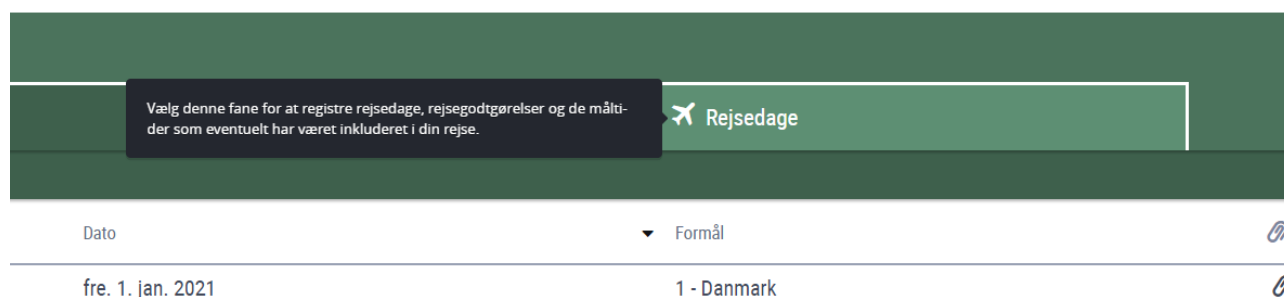 Vælg denne fane for at registre rejsedage, rejsegodtgørelser og de målti-
der som eventuelt har været inkluderet i din rejse.
Rejsedage
Dato
Formål
fre. 1. jan. 2021
1 - Danmark